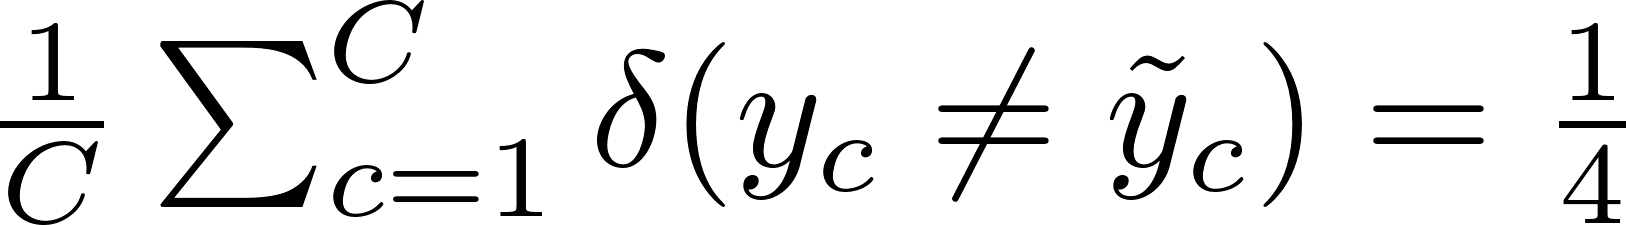 \frac{1}{C} \sum_{c=1}^{C} \delta(y_c \neq \tilde{y}_c) = \frac{1}{4}